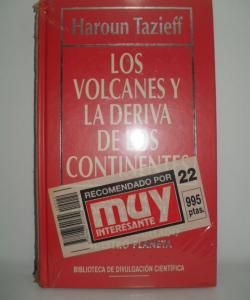 Haroun Tazieff
LOS
VOLCANES Y
LA DERIVA
DE LOS
CONTINENTES
RECOMENDADO POR
22
muy
INTERESANTE
995
ptas.
PLANETA
BIBLIOTECA DE DIVULGACIÓN CIENTÍFICA